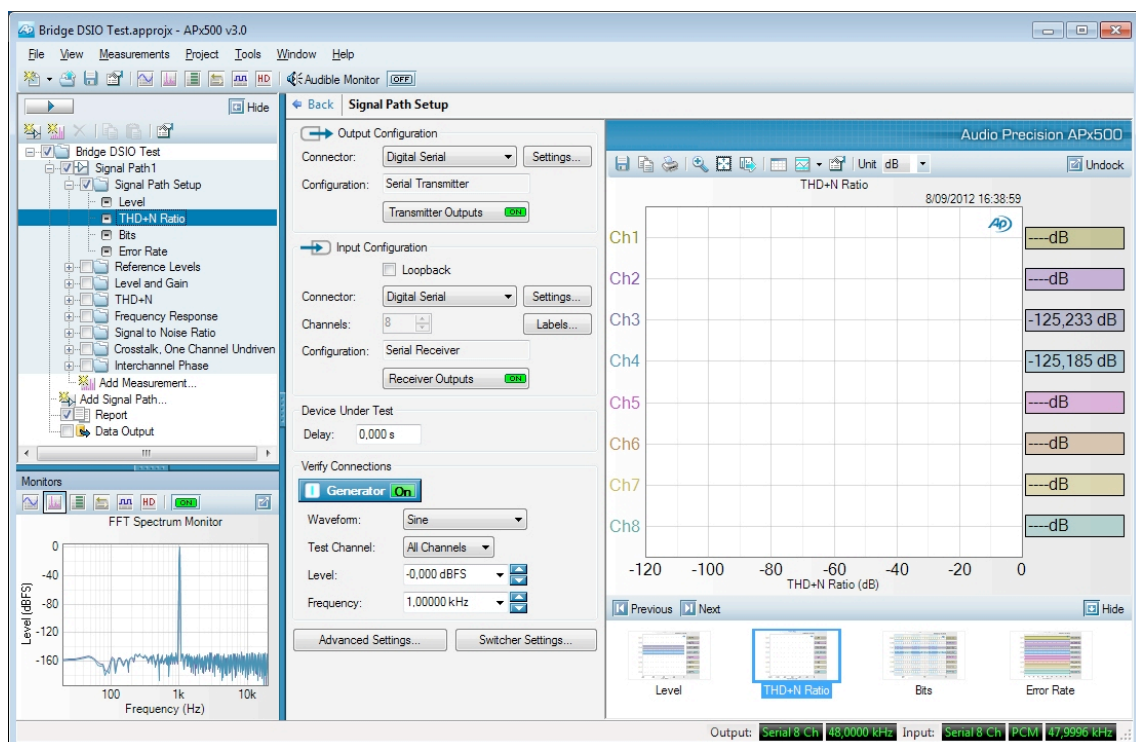 Bridge DSIO Test.approjx - APx500 v3.0
File View Measurements Project Tools Window Help
HD Audible Monitor OFF
Hide
Bridge DSIO Test
Signal Path1
Signal Path Setup
Level
THD+N Ratio
Bits
Error Rate
Reference Levels
Level and Gain
THD+N
Frequency Response
Signal to Noise Ratio
Crosstalk, One Channel Undriven
Interchannel Phase
Add Measurement...
Add Signal Path...
Report
Data Output
Monitors
HD ON
FFT Spectrum Monitor
Level (dBFS)
0
-40
-80
-120
-160
100 1k 10k
Frequency (Hz)
Back Signal Path Setup
Output Configuration
Connector: Digital Serial Settings...
Configuration: Serial Transmitter
Transmitter Outputs ON
Input Configuration
Loopback
Connector: Digital Serial Settings...
Channels: 8 Labels...
Configuration: Serial Receiver
Receiver Outputs ON
Device Under Test
Delay: 0,000 s
Verify Connections
Generator On
Waveform: Sine
Test Channel: All Channels
Level: -0,000 dBFS
Frequency: 1,00000 kHz
Advanced Settings... Switcher Settings...
Audio Precision APx500
Unit dB Undock
THD+N Ratio
8/09/2012 16:38:59
AP
Ch1 ----dB
Ch2 ----dB
Ch3 -125,233 dB
Ch4 -125,185 dB
Ch5 ----dB
Ch6 ----dB
Ch7 ----dB
Ch8 ----dB
-120 -100 -80 -60 -40 -20 0
THD+N Ratio (dB)
Previous Next Hide
Level THD+N Ratio Bits Error Rate
Output: Serial 8 Ch 48,0000 kHz Input: Serial 8 Ch PCM 47,9996 kHz